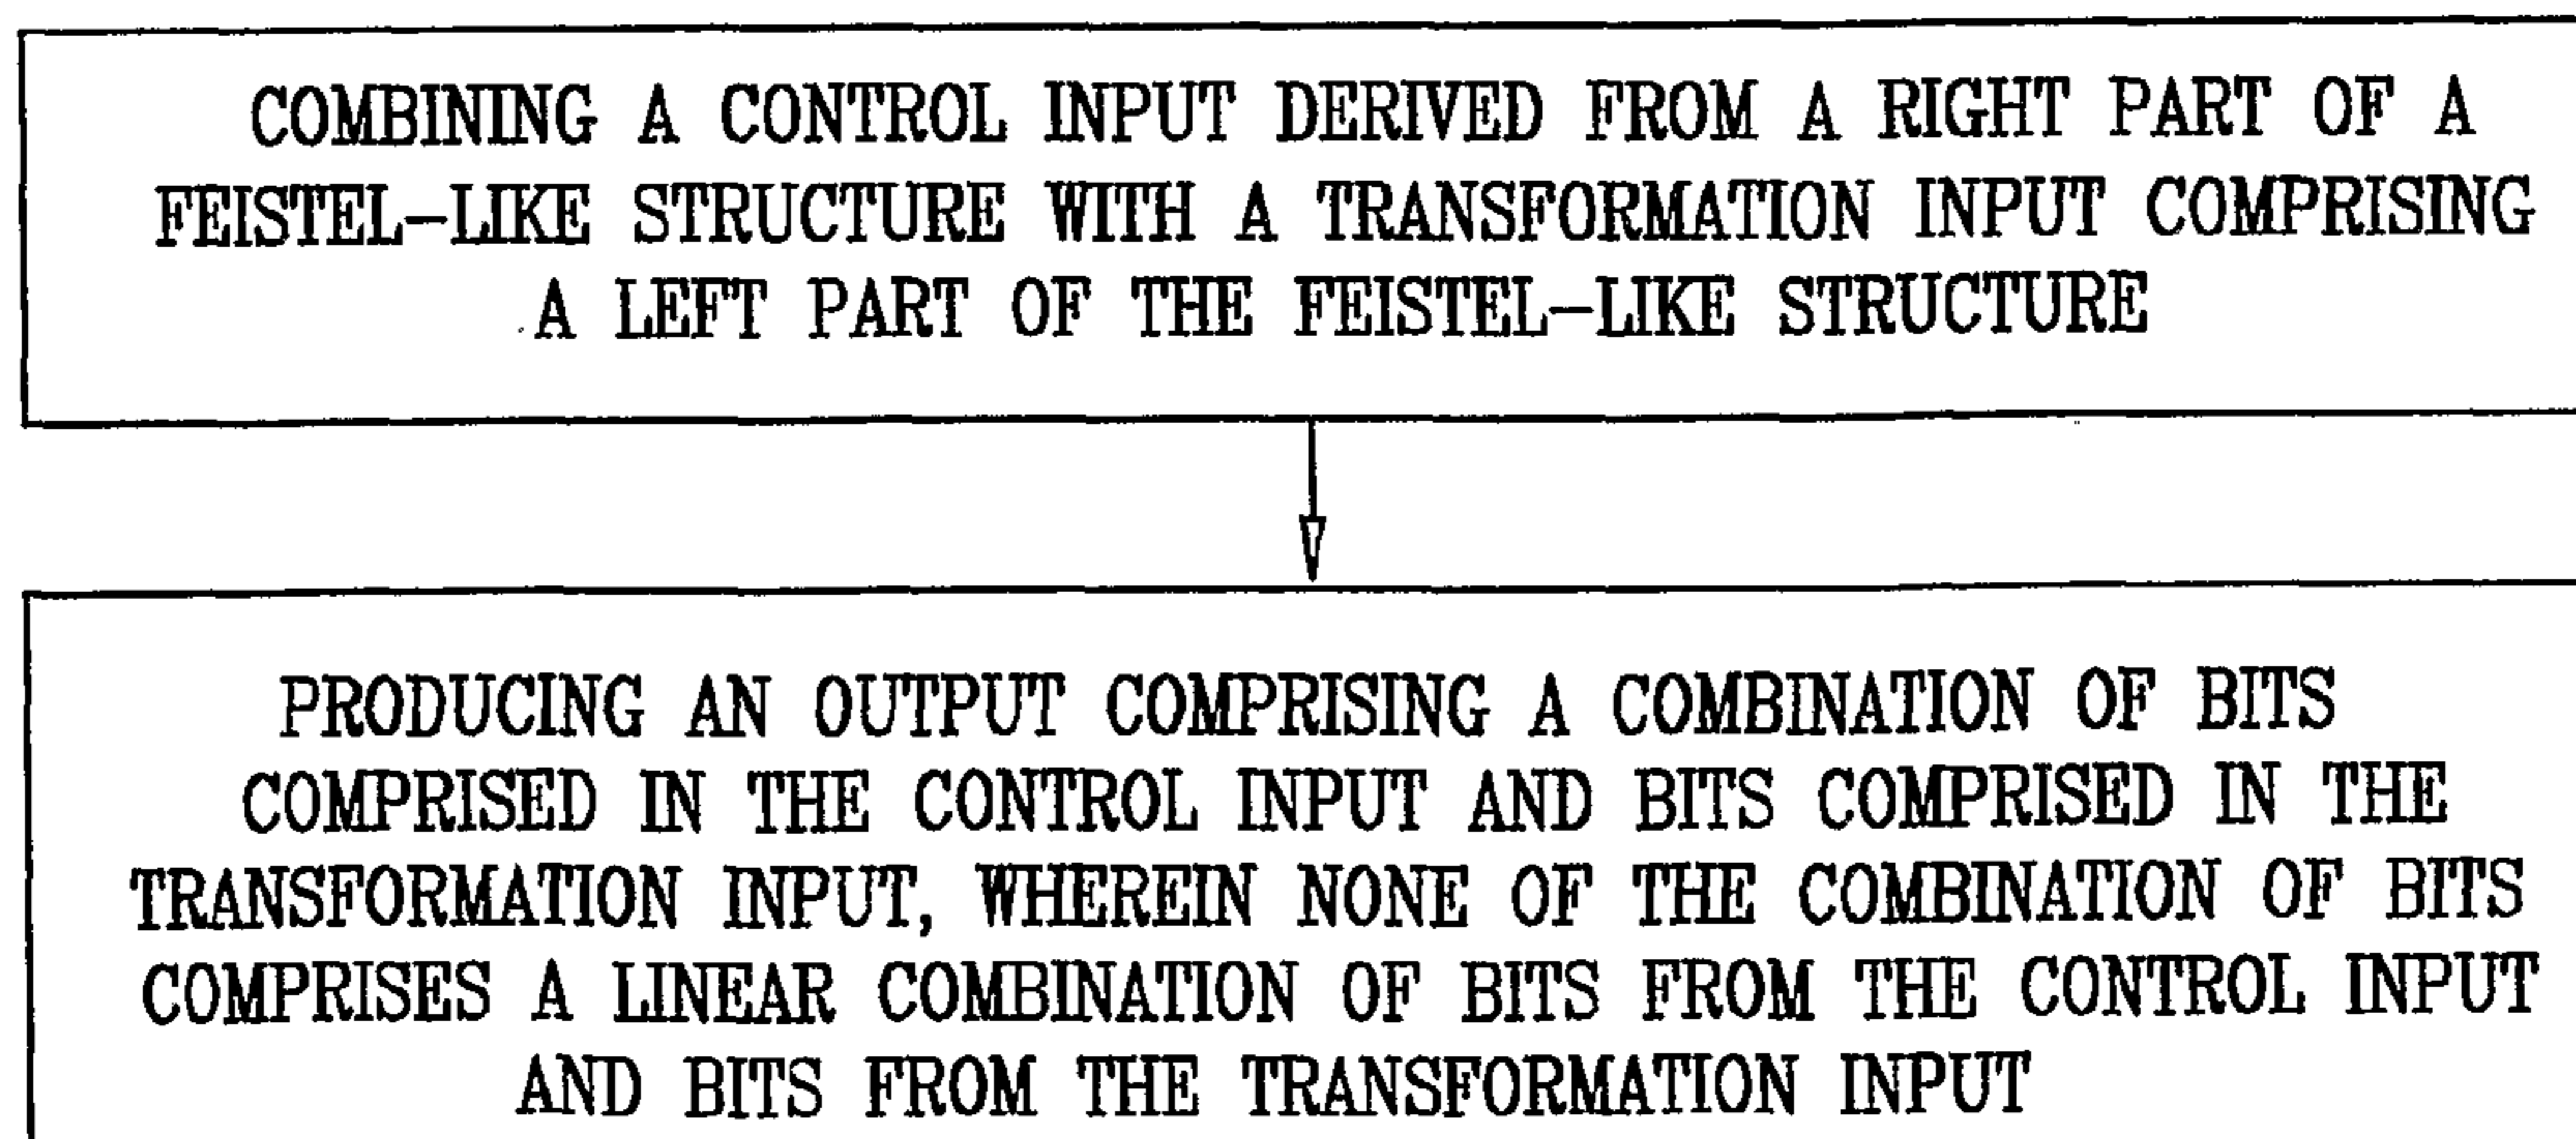 COMBINING A CONTROL INPUT DERIVED FROM A RIGHT PART OF A
FEISTEL-LIKE STRUCTURE WITH A TRANSFORMATION INPUT COMPRISING
A LEFT PART OF THE FEISTEL-LIKE STRUCTURE
PRODUCING AN OUTPUT COMPRISING A COMBINATION OF BITS
COMPRISED IN THE CONTROL INPUT AND BITS COMPRISED IN THE
TRANSFORMATION INPUT, WHEREIN NONE OF THE COMBINATION OF BITS
COMPRISES A LINEAR COMBINATION OF BITS FROM THE CONTROL INPUT
AND BITS FROM THE TRANSFORMATION INPUT